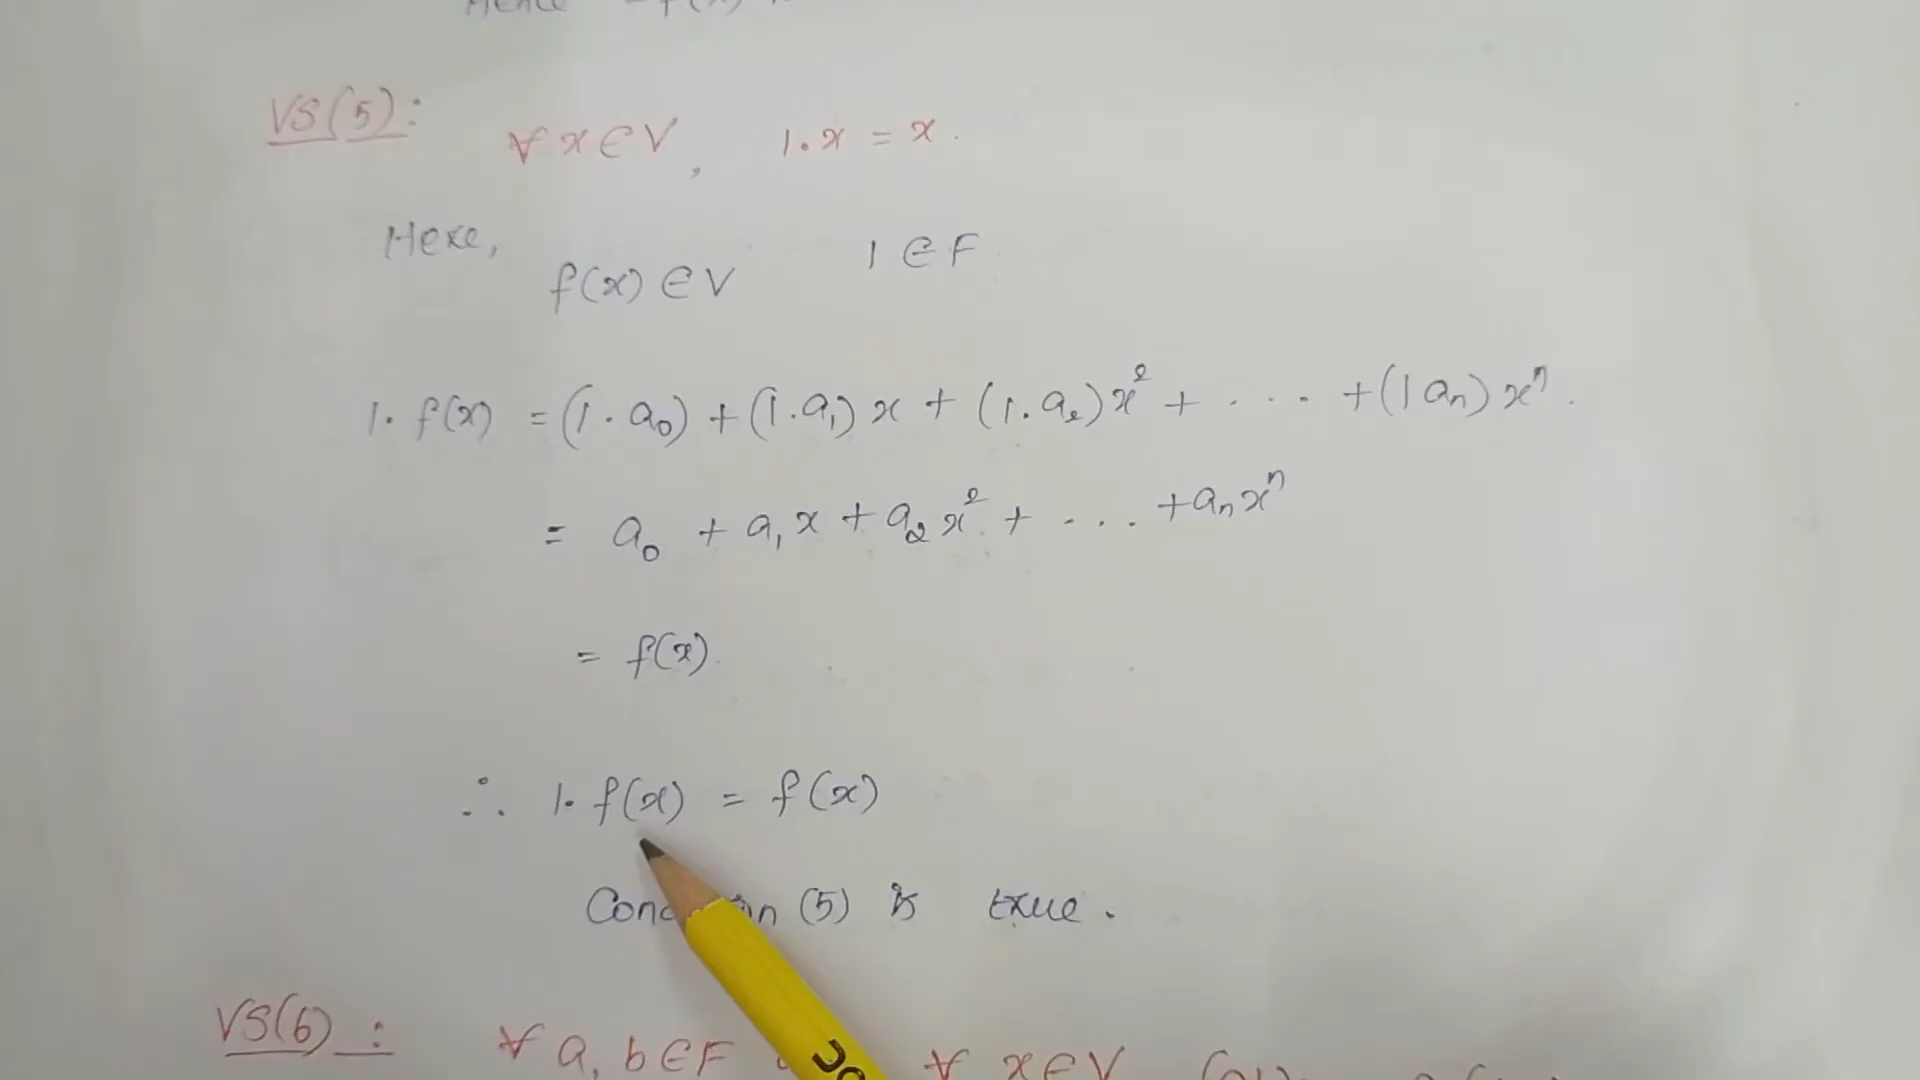 Hence -f(x)
VS(5): ∀ x ∈ V, 1.x = x.
Here,
f(x) ∈ V 1 ∈ F
1. f(x) = (1. a₀) + (1. a₁) x + (1. a₂) x² + .... + (1 aₙ) xⁿ.
= a₀ + a₁ x + a₂ x² + .... + aₙ xⁿ
= f(x).
∴ 1. f(x) = f(x)
(5) is true.
VS(6): ∀ a, b ∈ F ∀ x ∈ V